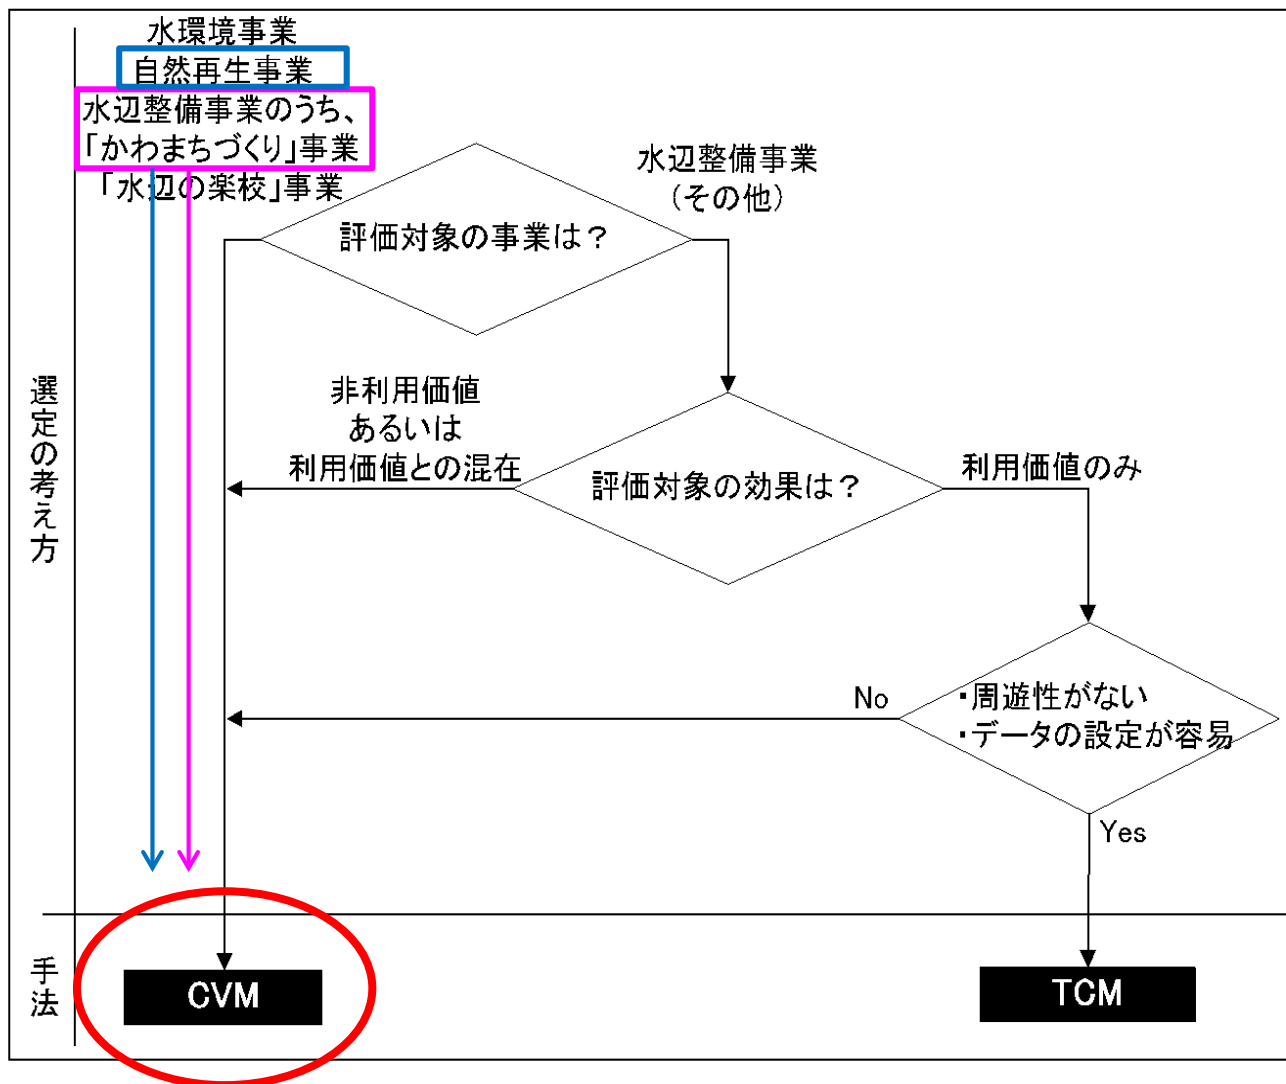 水環境事業
自然再生事業
水辺整備事業のうち、
「かわまちづくり」事業
「水辺の楽校」事業
水辺整備事業
(その他)
評価対象の事業は?
選定の考え方
非利用価値
あるいは
利用価値との混在
評価対象の効果は?
利用価値のみ
No
・周遊性がない
・データの設定が容易
Yes
手法
CVM
TCM